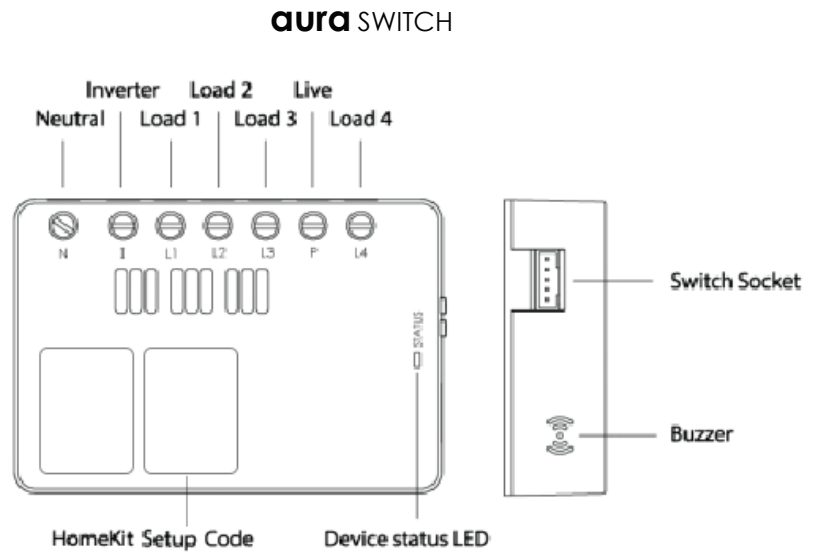 aura SWITCH
Inverter Load 2 Live
Neutral Load 1 Load 3 Load 4
N I L1 L2 L3 P L4
STATUS
Switch Socket
Buzzer
HomeKit Setup Code Device status LED